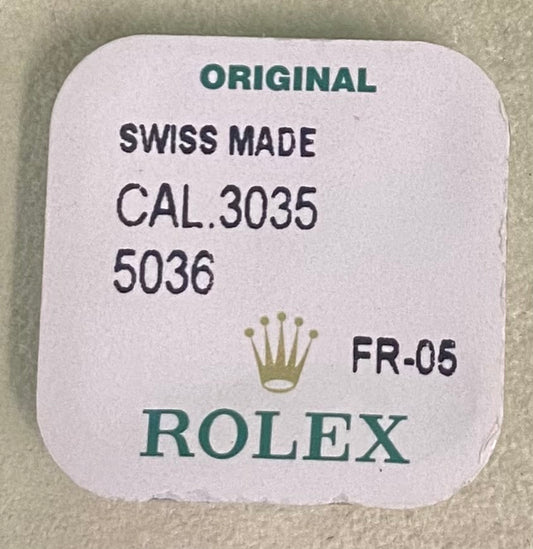 ORIGINAL
SWISS MADE
CAL.3035
5036
FR-05
ROLEX